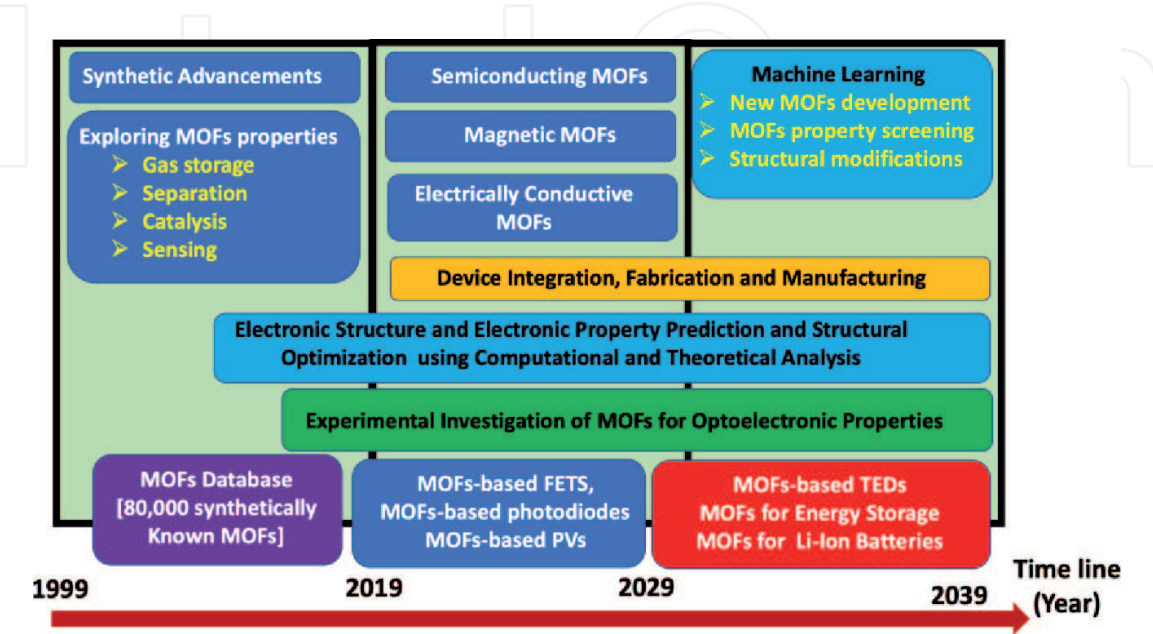 Synthetic Advancements
Exploring MOFs properties
Gas storage
Separation
Catalysis
Sensing
Semiconducting MOFs
Magnetic MOFs
Electrically Conductive
MOFs
Machine Learning
New MOFs development
MOFs property screening
Structural modifications
Device Integration, Fabrication and Manufacturing
Electronic Structure and Electronic Property Prediction and Structural
Optimization using Computational and Theoretical Analysis
Experimental Investigation of MOFs for Optoelectronic Properties
MOFs Database
[80,000 synthetically
Known MOFs]
MOFs-based FETS,
MOFs-based photodiodes
MOFs-based PVs
MOFs-based TEDs
MOFs for Energy Storage
MOFs for Li-Ion Batteries
1999
2019
2029
2039
Time line
(Year)